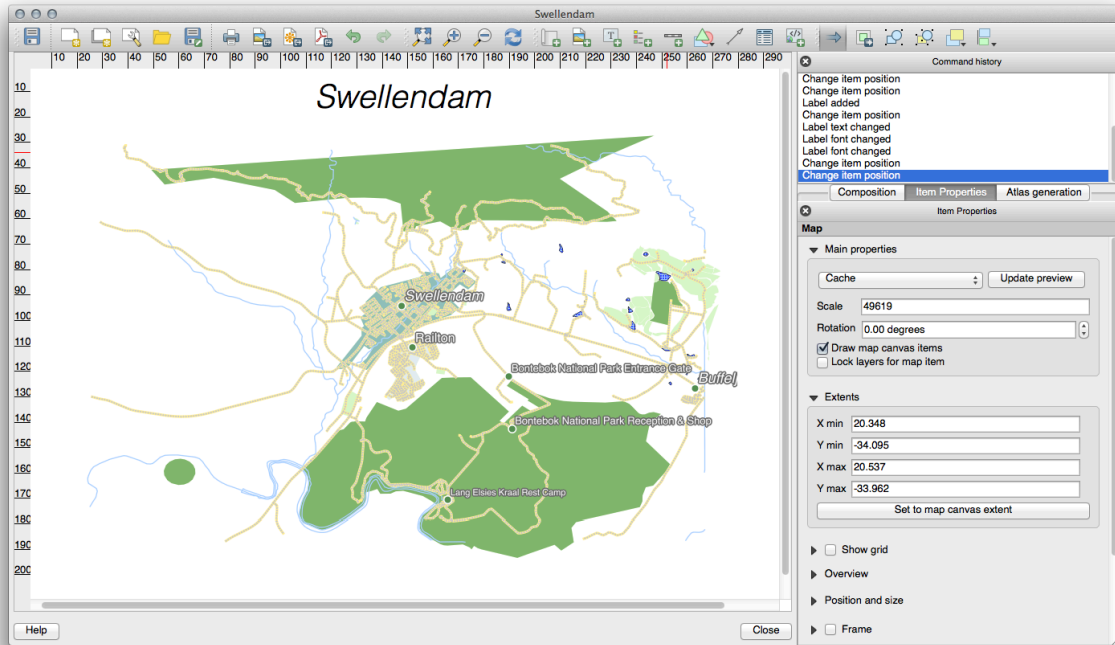 Swellendam
10 20 30 40 50 60 70 80 90 100 110 120 130 140 150 160 170 180 190 200 210 220 230 240 250 260 270 280 290
Command history
Change item position
Change item position
Label added
Change item position
Label text changed
Label font changed
Label font changed
Change item position
Change item position
Composition Item Properties Atlas generation
Item Properties
Map
Main properties
Cache Update preview
Scale 49619
Rotation 0.00 degrees
Draw map canvas items
Lock layers for map item
Extents
X min 20.348
Y min -34.095
X max 20.537
Y max -33.962
Set to map canvas extent
Show grid
Overview
Position and size
Frame
10
20
30
40
50
60
70
80
90
100
110
120
130
140
150
160
170
180
190
200
Swellendam
Swellendam
Railton
Bontebok National Park Entrance Gate
Buffelj
Bontebok National Park Reception & Shop
Lang Elsies Kraal Rest Camp
Help Close